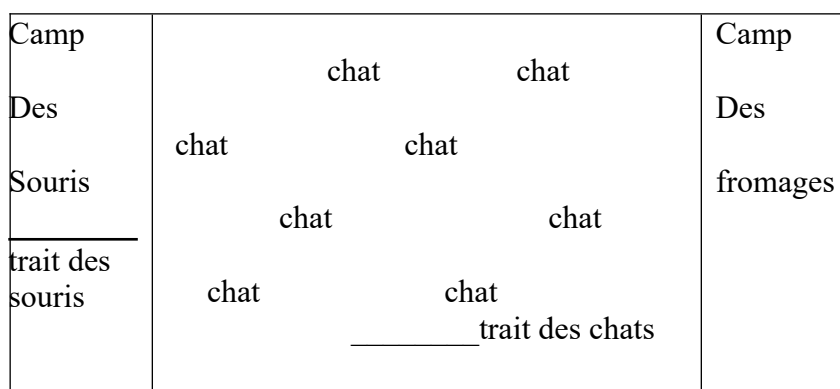 Camp
Des
Souris
trait des
souris
chat chat
chat chat
chat chat
chat chat
________trait des chats
Camp
Des
fromages